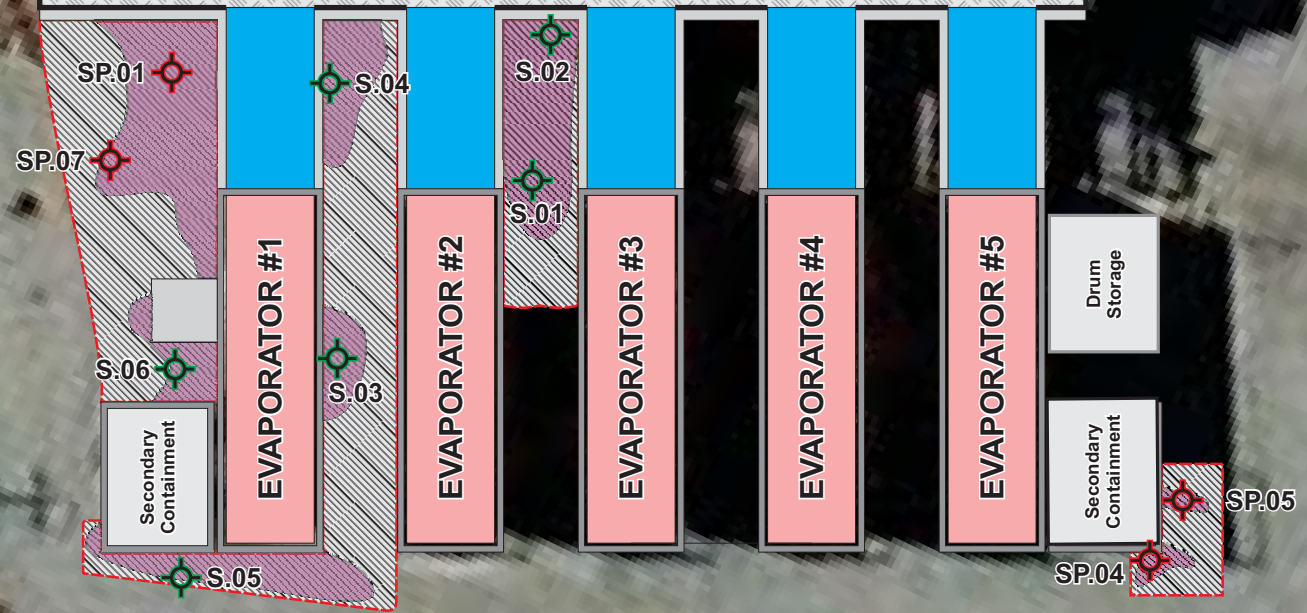 SP.01
S.04
S.02
SP.07
S.01
EVAPORATOR #1
EVAPORATOR #2
EVAPORATOR #3
EVAPORATOR #4
EVAPORATOR #5
Drum
Storage
S.06
S.03
Secondary
Containment
Secondary
Containment
SP.05
S.05
SP.04